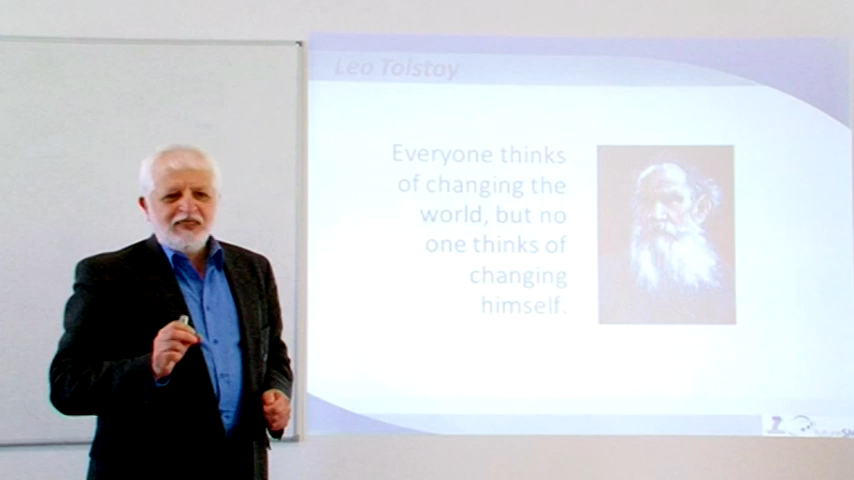 Leo Tolstoy
Everyone thinks
of changing the
world, but no
one thinks of
changing
himself.